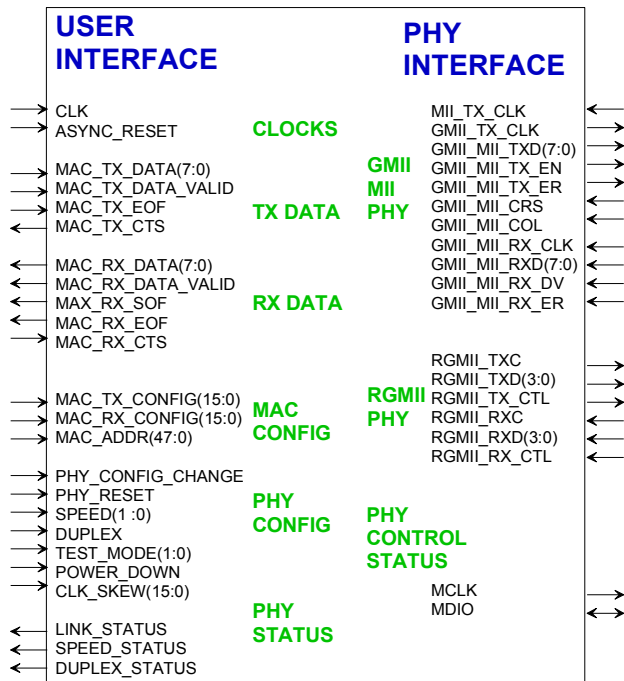 USER
INTERFACE
CLK
ASYNC_RESET
CLOCKS
MAC_TX_DATA(7:0)
MAC_TX_DATA_VALID
MAC_TX_EOF
MAC_TX_CTS
TX DATA
MAC_RX_DATA(7:0)
MAC_RX_DATA_VALID
MAX_RX_SOF
MAC_RX_EOF
MAC_RX_CTS
RX DATA
MAC_TX_CONFIG(15:0)
MAC_RX_CONFIG(15:0)
MAC_ADDR(47:0)
MAC
CONFIG
PHY_CONFIG_CHANGE
PHY_RESET
SPEED(1 :0)
DUPLEX
TEST_MODE(1:0)
POWER_DOWN
CLK_SKEW(15:0)
PHY
CONFIG
LINK_STATUS
SPEED_STATUS
DUPLEX_STATUS
PHY
STATUS
PHY
INTERFACE
GMII
MII
PHY
MII_TX_CLK
GMII_TX_CLK
GMII_MII_TXD(7:0)
GMII_MII_TX_EN
GMII_MII_TX_ER
GMII_MII_CRS
GMII_MII_COL
GMII_MII_RX_CLK
GMII_MII_RXD(7:0)
GMII_MII_RX_DV
GMII_MII_RX_ER
RGMII
PHY
RGMII_TXC
RGMII_TXD(3:0)
RGMII_TX_CTL
RGMII_RXC
RGMII_RXD(3:0)
RGMII_RX_CTL
PHY
CONTROL
STATUS
MCLK
MDIO